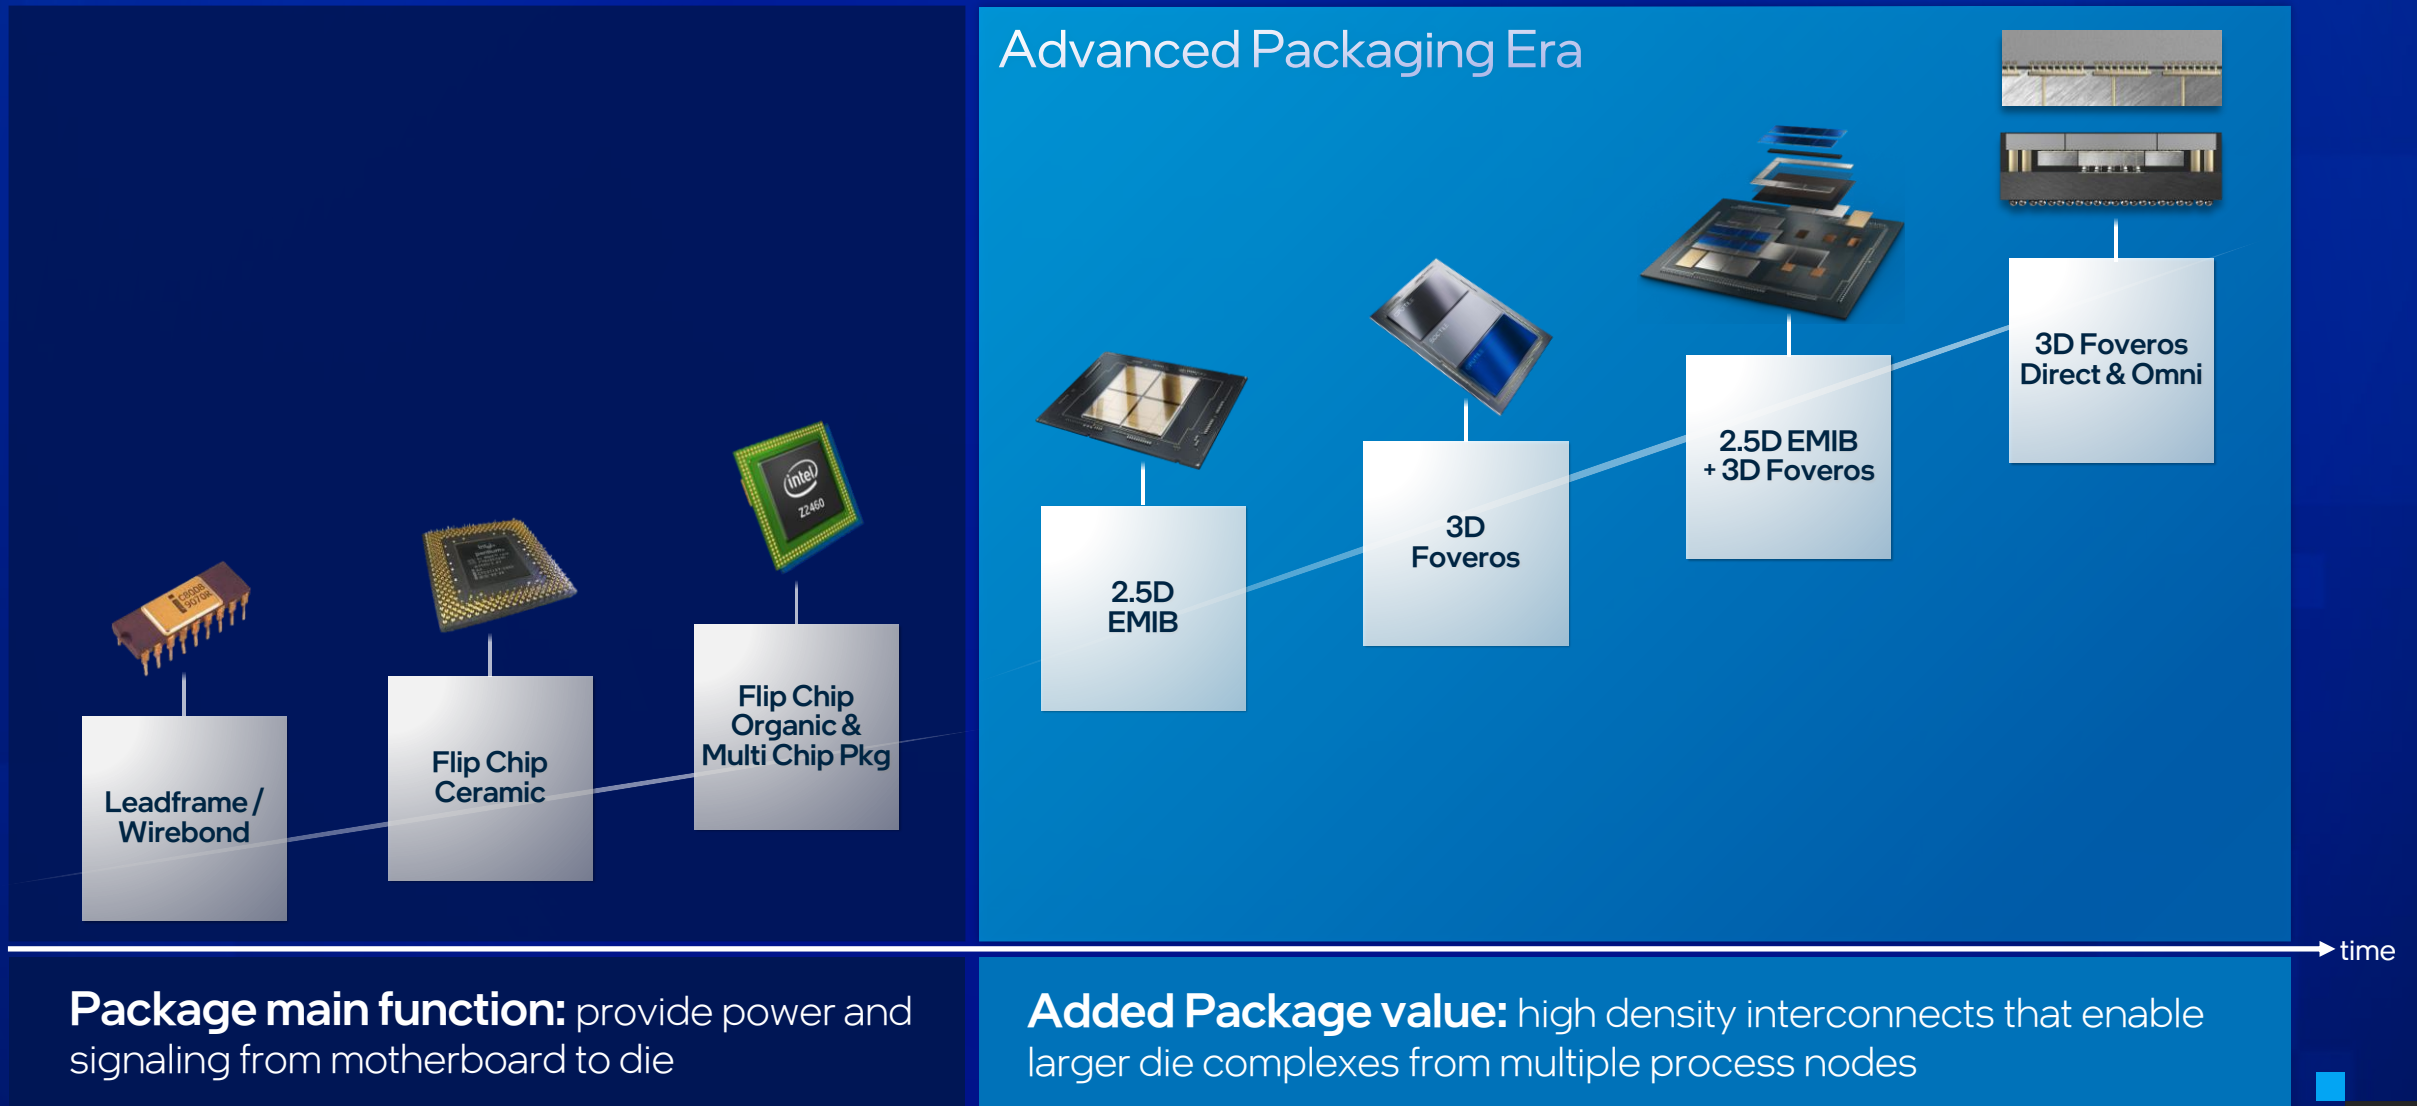 Advanced Packaging Era
Leadframe /
Wirebond
Flip Chip
Ceramic
intel
Z2460
Flip Chip
Organic &
Multi Chip Pkg
2.5D
EMIB
3D
Foveros
2.5D EMIB
+ 3D Foveros
3D Foveros
Direct & Omni
time
Package main function: provide power and
signaling from motherboard to die
Added Package value: high density interconnects that enable
larger die complexes from multiple process nodes